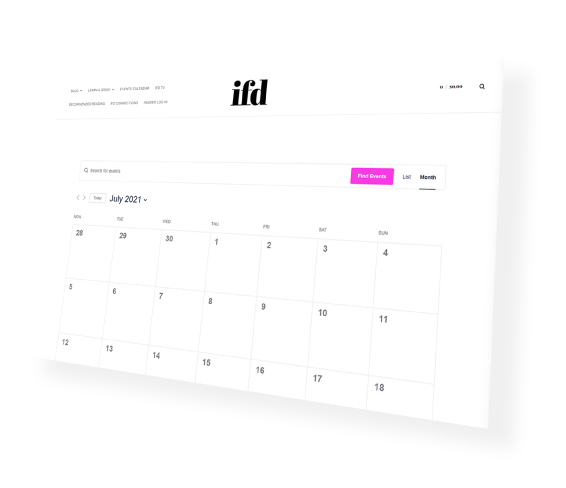 BLOG LEARN & GROW EVENTS CALENDAR IFD TV
RECOMMENDED READING IFD CONNECTIONS MEMBER LOG IN
ifd
0 / $0.00
Search for events
Find Events List Month
Today July 2021
MON TUE WED THU FRI SAT SUN
28 29 30 1 2 3 4
5 6 7 8 9 10 11
12 13 14 15 16 17 18